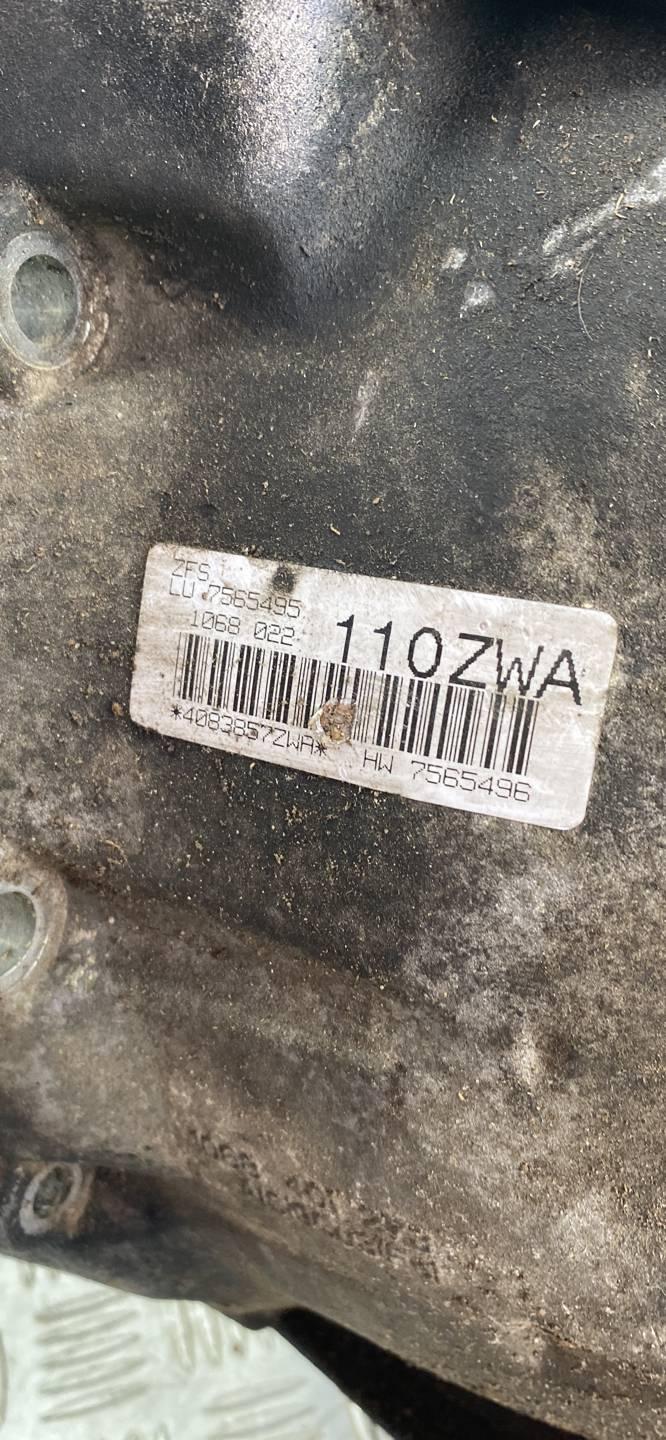 ZFS
LU 7565495
1068 022
110ZWA
*4083857ZWA*
HW 7565496